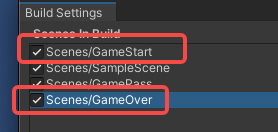 Build Settings
Scenes In Build
Scenes/GameStart
Scenes/SampleScene
Scenes/GamePass
Scenes/GameOver